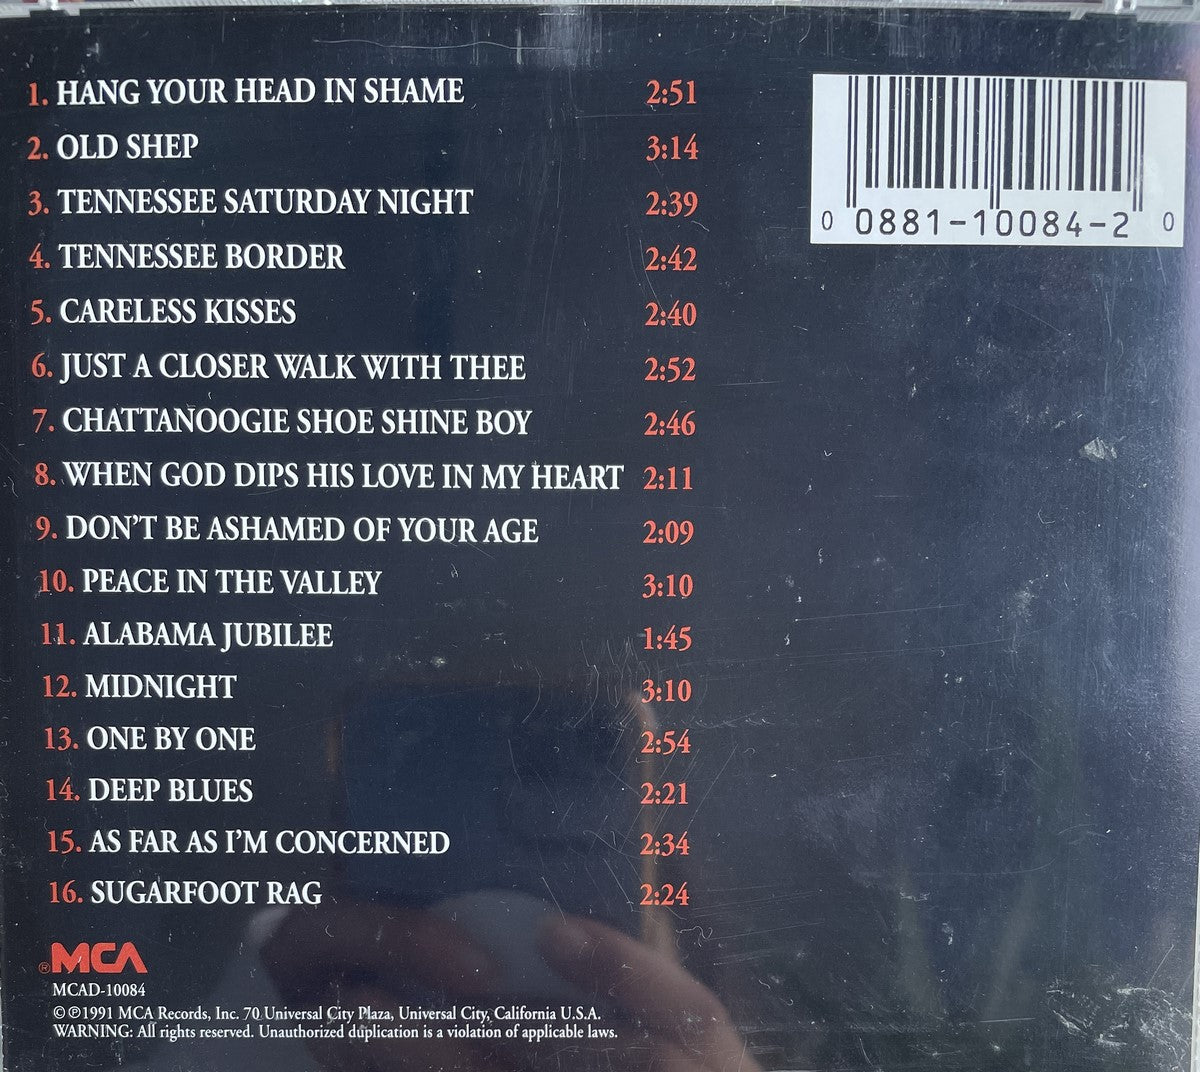 1. HANG YOUR HEAD IN SHAME 2:51
2. OLD SHEP 3:14
3. TENNESSEE SATURDAY NIGHT 2:39
4. TENNESSEE BORDER 2:42
5. CARELESS KISSES 2:40
6. JUST A CLOSER WALK WITH THEE 2:52
7. CHATTANOOGIE SHOE SHINE BOY 2:46
8. WHEN GOD DIPS HIS LOVE IN MY HEART 2:11
9. DON'T BE ASHAMED OF YOUR AGE 2:09
10. PEACE IN THE VALLEY 3:10
11. ALABAMA JUBILEE 1:45
12. MIDNIGHT 3:10
13. ONE BY ONE 2:54
14. DEEP BLUES 2:21
15. AS FAR AS I'M CONCERNED 2:34
16. SUGARFOOT RAG 2:24
0 0881-10084-2 0
® MCA
MCAD-10084
©℗1991 MCA Records, Inc. 70 Universal City Plaza, Universal City, California U.S.A.
WARNING: All rights reserved. Unauthorized duplication is a violation of applicable laws.